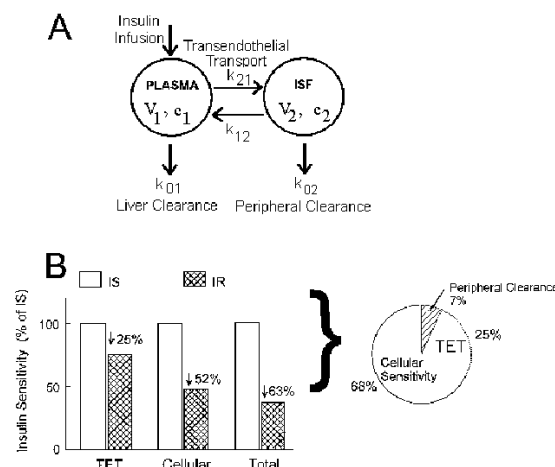 A
Insulin
Infusion
Transendothelial
Transport
k21
PLASMA
V1, c1
ISF
V2, c2
k12
k01
Liver Clearance
k02
Peripheral Clearance
B
IS
IR
Insulin Sensitivity (% of IS)
100
50
0
↓25%
↓52%
↓63%
TET
Cellular
Total
Peripheral Clearance
7%
TET
25%
Cellular
Sensitivity
68%